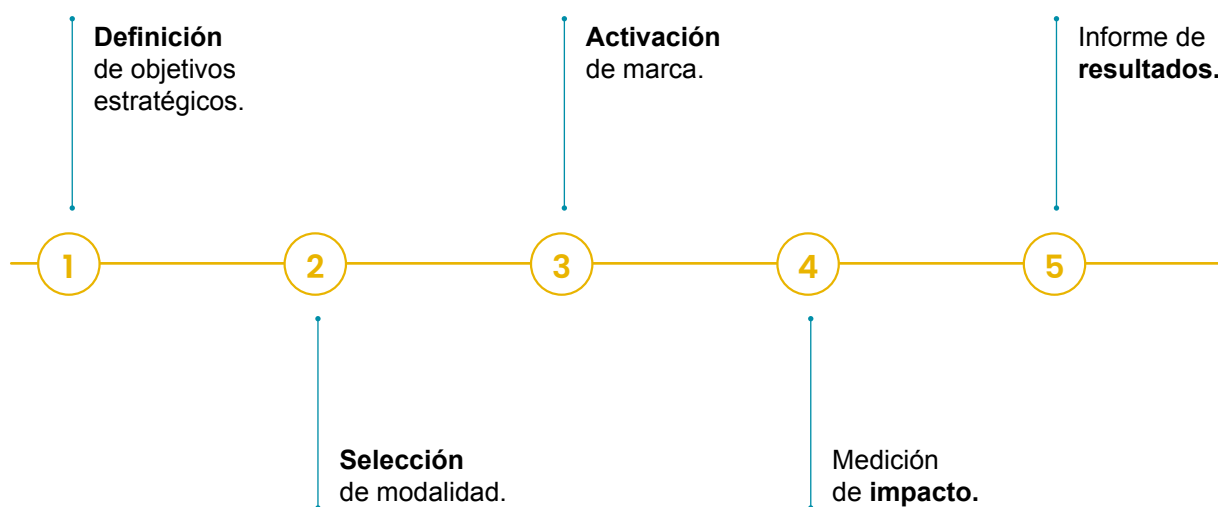 Definición
de objetivos
estratégicos.
Activación
de marca.
Informe de
resultados.
1
2
3
4
5
Selección
de modalidad.
Medición
de impacto.